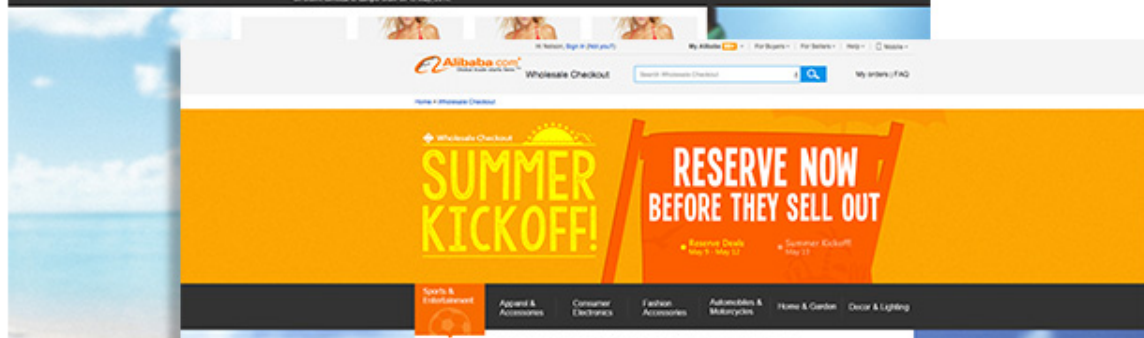 Hi Nelson, Sign In (Not you?)
My Alibaba
For Buyers
For Sellers
Help
Mobile
Alibaba.com
Global trade starts here
Wholesale Checkout
Search Wholesale Checkout
My orders | FAQ
Home > Wholesale Checkout
Wholesale Checkout
SUMMER
KICKOFF!
RESERVE NOW
BEFORE THEY SELL OUT
Reserve Deals
May 9 - May 12
Summer Kickoff!
May 13
Sports &
Entertainment
Apparel &
Accessories
Consumer
Electronics
Fashion
Accessories
Automobiles &
Motorcycles
Home & Garden
Decor & Lighting